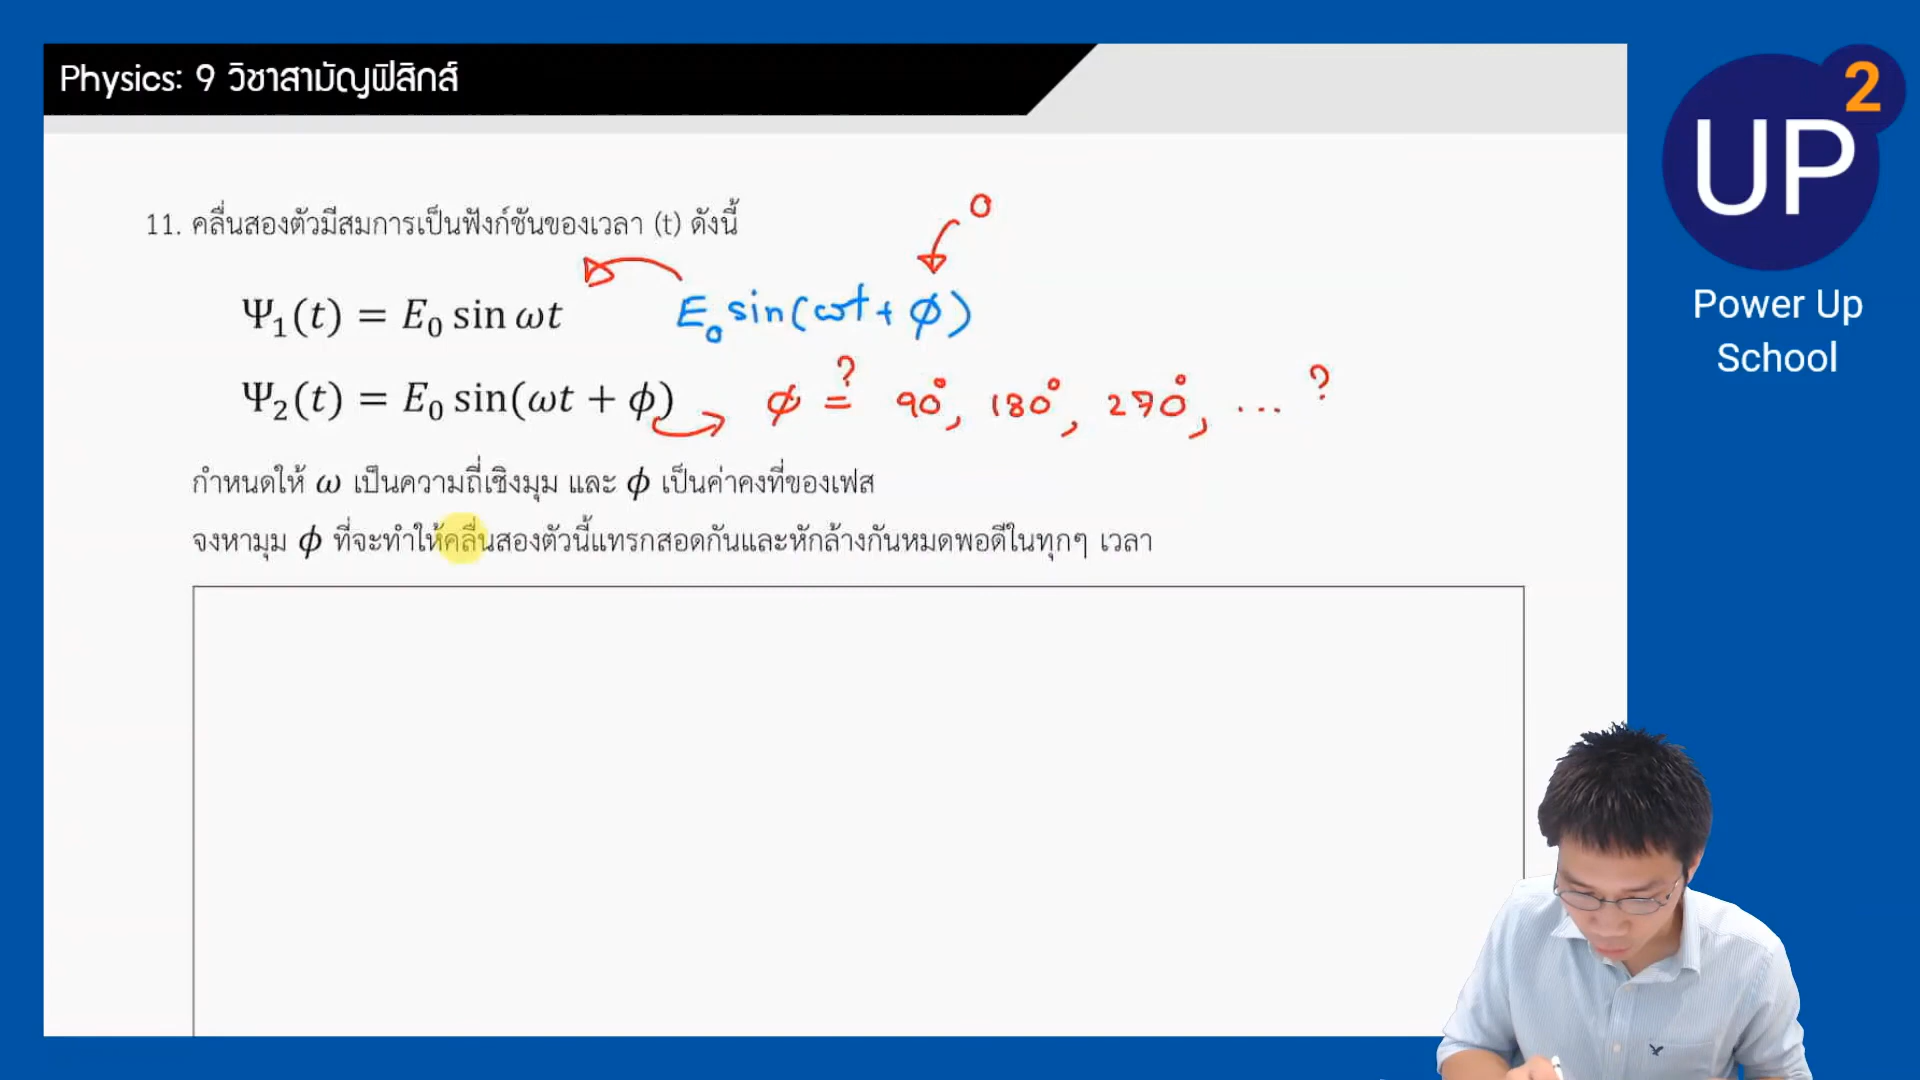 Physics: 9 วิชาสามัญฟิสิกส์
UP²
Power Up
School
11. คลื่นสองตัวมีสมการเป็นฟังก์ชันของเวลา (t) ดังนี้
0
Ψ₁(t) = E₀ sin ωt
E₀ sin(ωt + ϕ)
Ψ₂(t) = E₀ sin(ωt + ϕ)
ϕ =? 90°, 180°, 270°, ... ?
กำหนดให้ ω เป็นความถี่เชิงมุม และ ϕ เป็นค่าคงที่ของเฟส
จงหามุม ϕ ที่จะทำให้คลื่นสองตัวนี้แทรกสอดกันและหักล้างกันหมดพอดีในทุกๆ เวลา